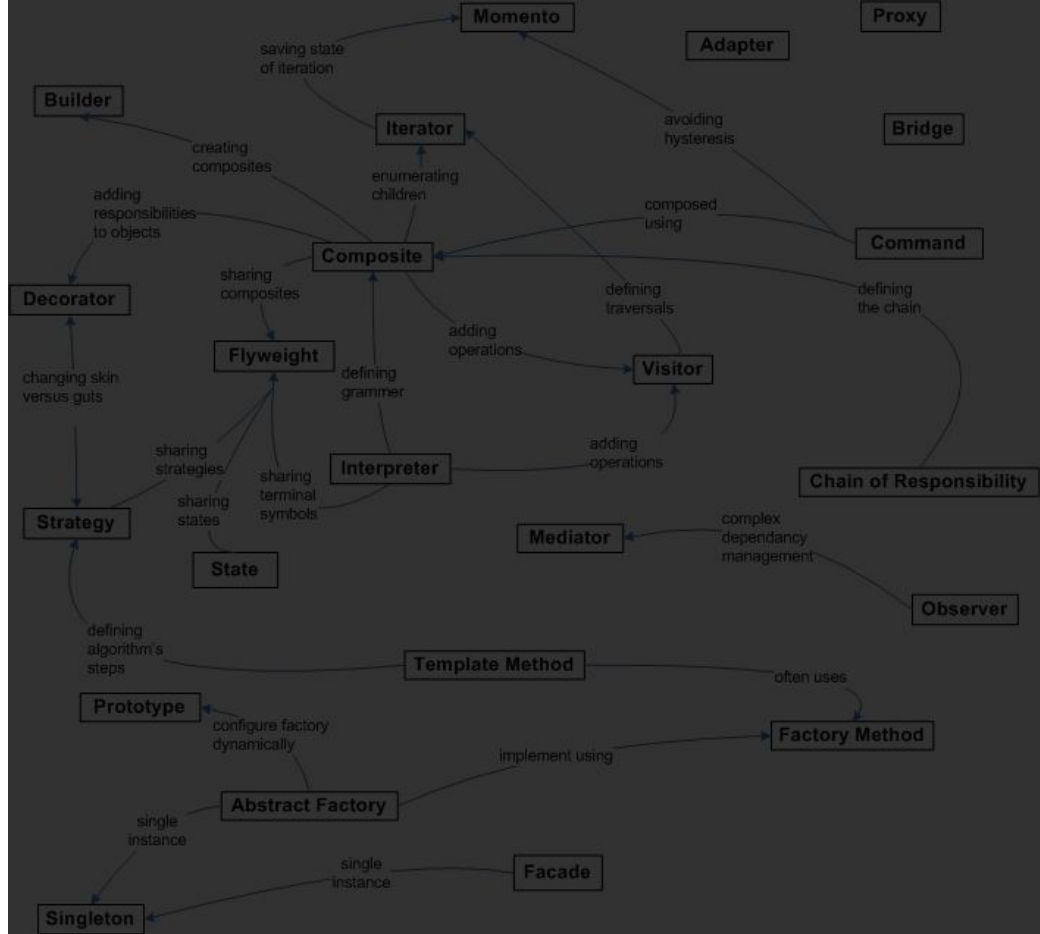 Momento
Proxy
Adapter
saving state
of iteration
Builder
Iterator
avoiding
hysteresis
Bridge
creating
composites
enumerating
children
adding
responsibilities
to objects
composed
using
Command
Composite
sharing
composites
defining
traversals
defining
the chain
Decorator
adding
operations
Flyweight
Visitor
changing skin
versus guts
defining
grammer
sharing
strategies
adding
operations
Interpreter
sharing
terminal
symbols
Chain of Responsibility
sharing
states
Strategy
Mediator
complex
dependancy
management
State
Observer
defining
algorithm's
steps
Template Method
often uses
Prototype
configure factory
dynamically
Factory Method
implement using
Abstract Factory
single
instance
single
instance
Facade
Singleton